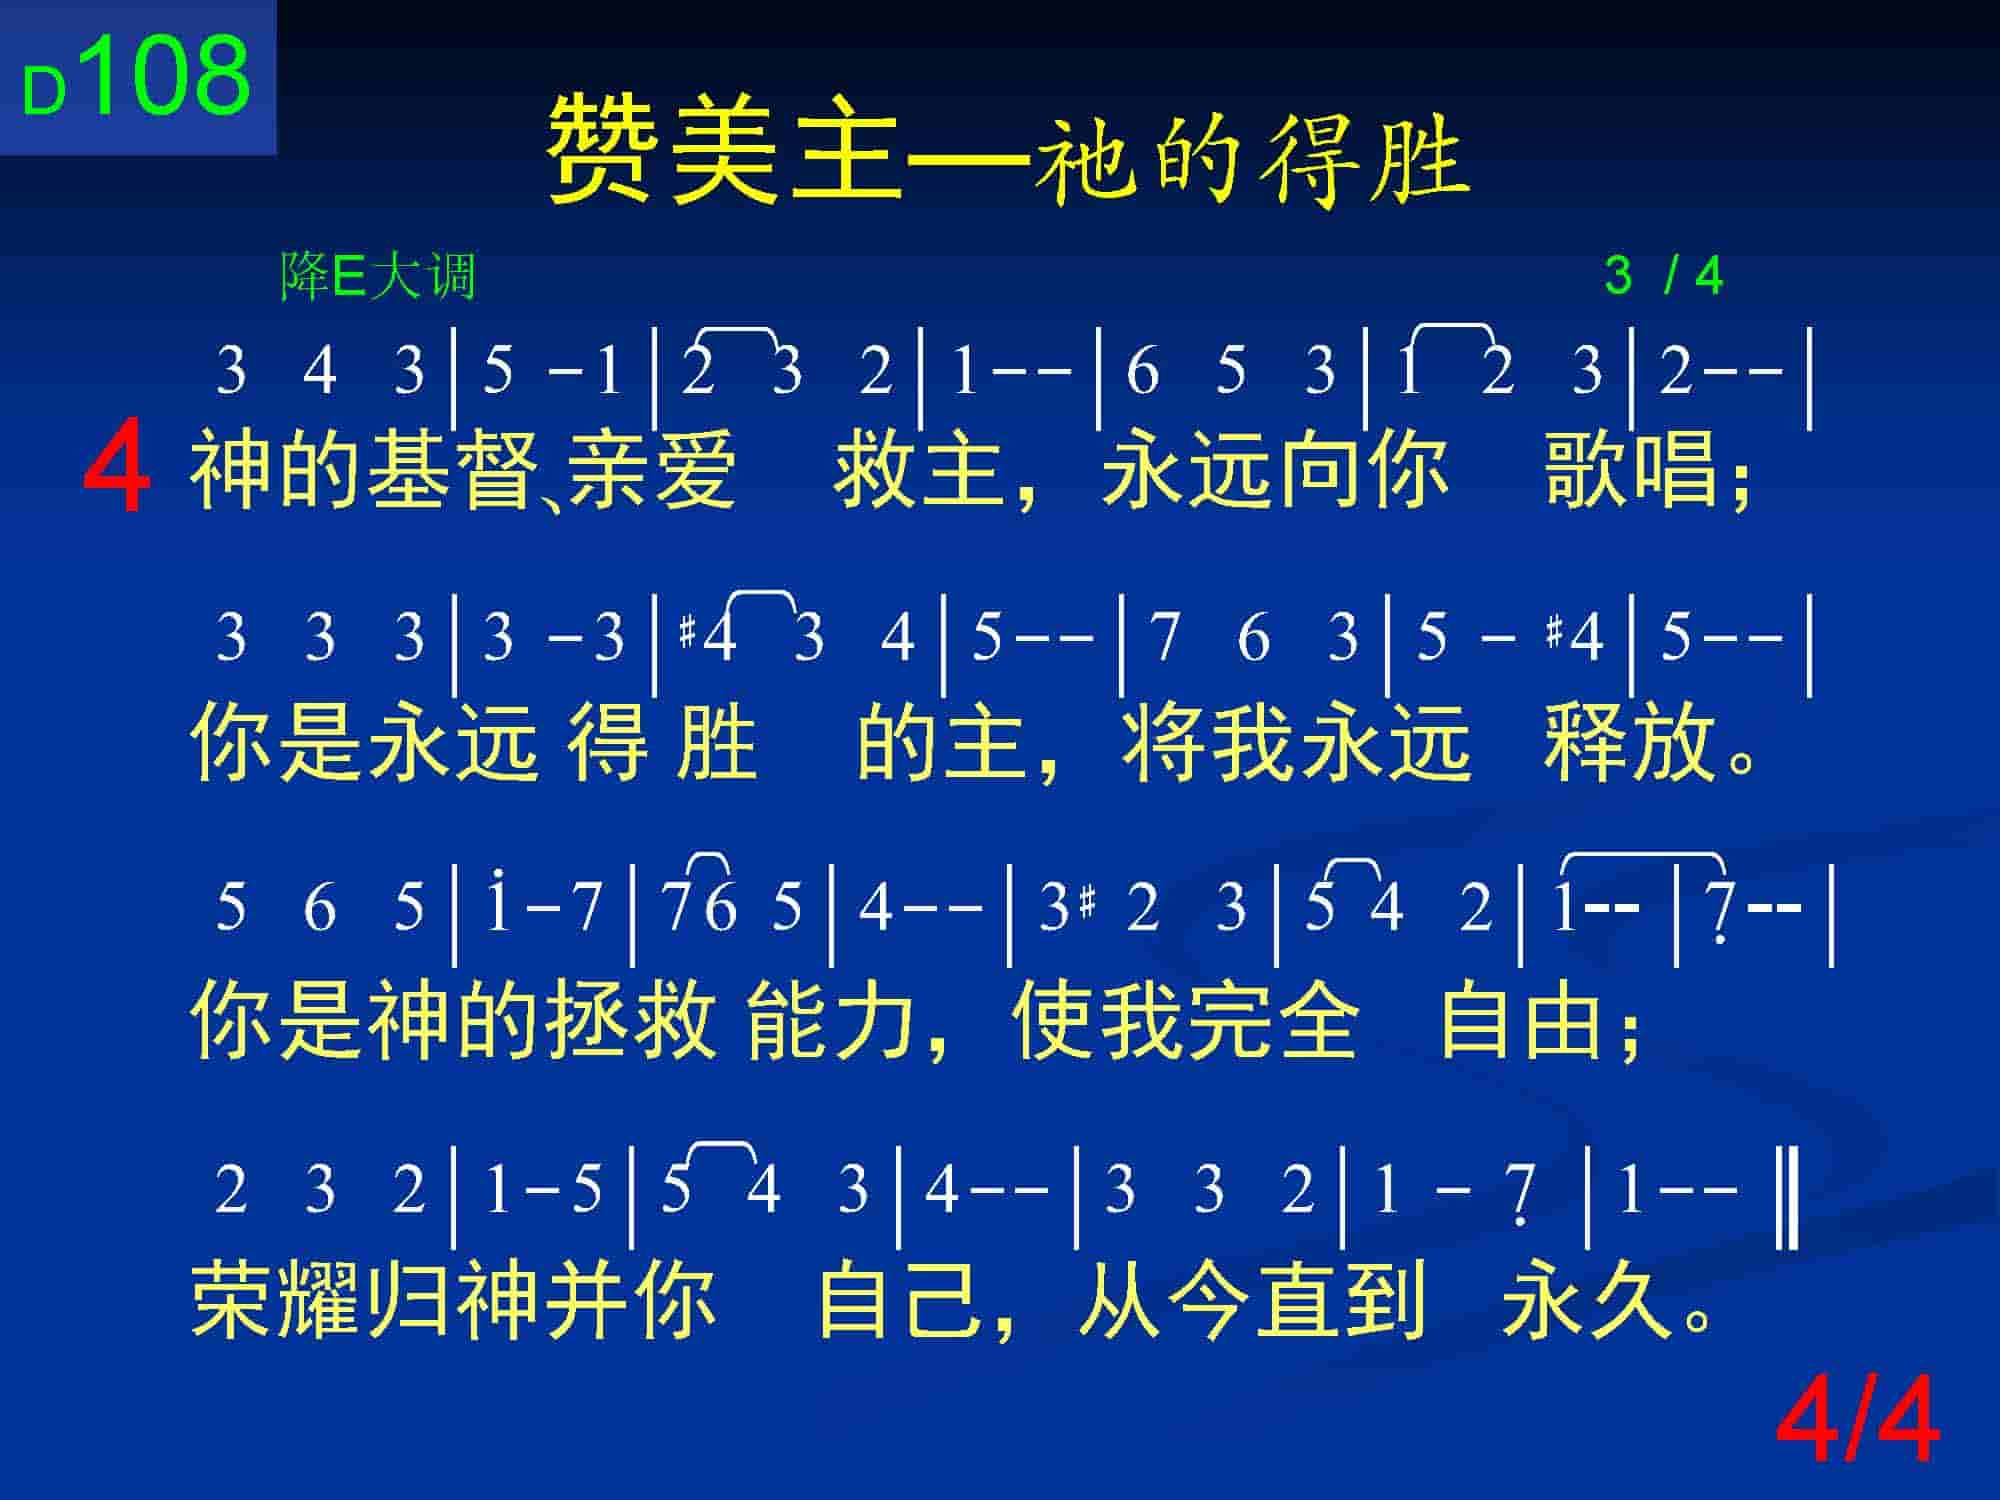 D108
赞美主—祂的得胜
降E大调 3 / 4
3 4 3 | 5 - 1 | 2 3 2 | 1 - - | 6 5 3 | 1 2 3 | 2 - - |
4 神的基督、亲爱 救主，永远向你 歌唱；
3 3 3 | 3 - 3 | #4 3 4 | 5 - - | 7 6 3 | 5 - #4 | 5 - - |
你是永远 得 胜 的主，将我永远 释放。
5 6 5 | i - 7 | 7 6 5 | 4 - - | 3 # 2 3 | 5 4 2 | 1 - - | 7̣ - - |
你是神的拯救 能力，使我完全 自由；
2 3 2 | 1 - 5 | 5 4 3 | 4 - - | 3 3 2 | 1 - 7̣ | 1 - - ‖
荣耀归神并你 自己，从今直到 永久。
4/4